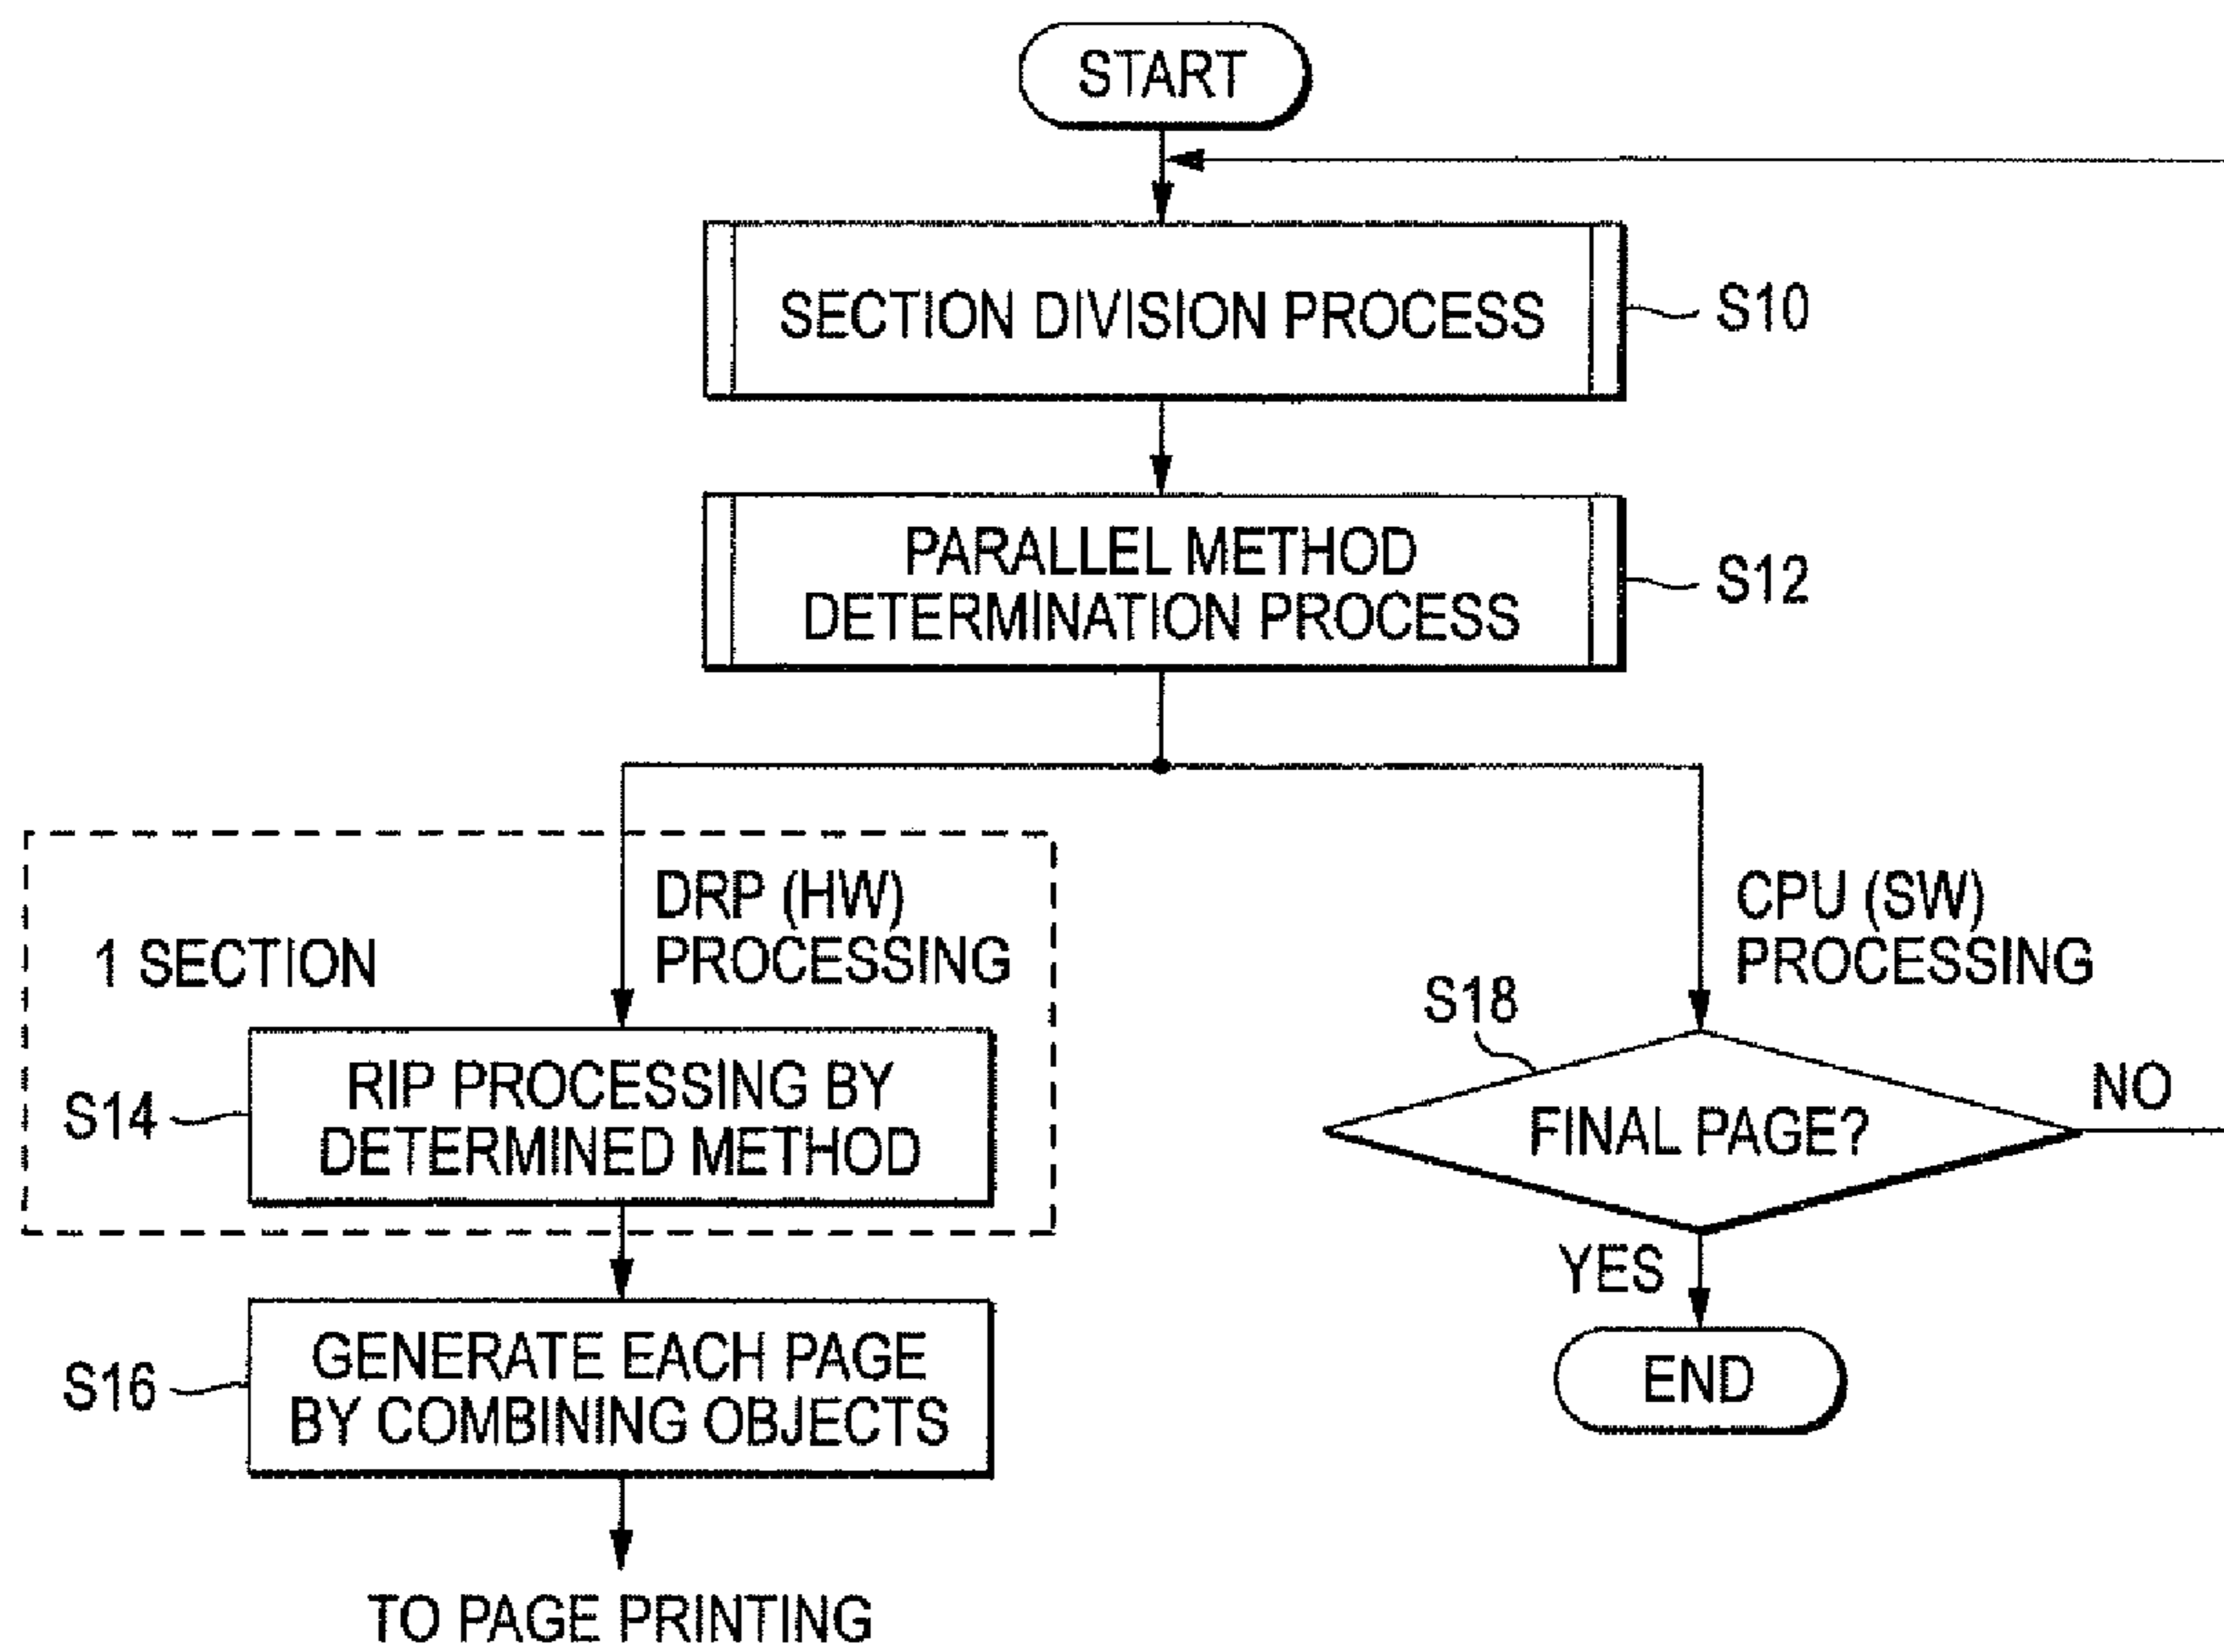 START
SECTION DIVISION PROCESS
S10
PARALLEL METHOD
DETERMINATION PROCESS
S12
DRP (HW)
PROCESSING
1 SECTION
CPU (SW)
PROCESSING
S18
S14
RIP PROCESSING BY
DETERMINED METHOD
FINAL PAGE?
NO
YES
S16
GENERATE EACH PAGE
BY COMBINING OBJECTS
END
TO PAGE PRINTING